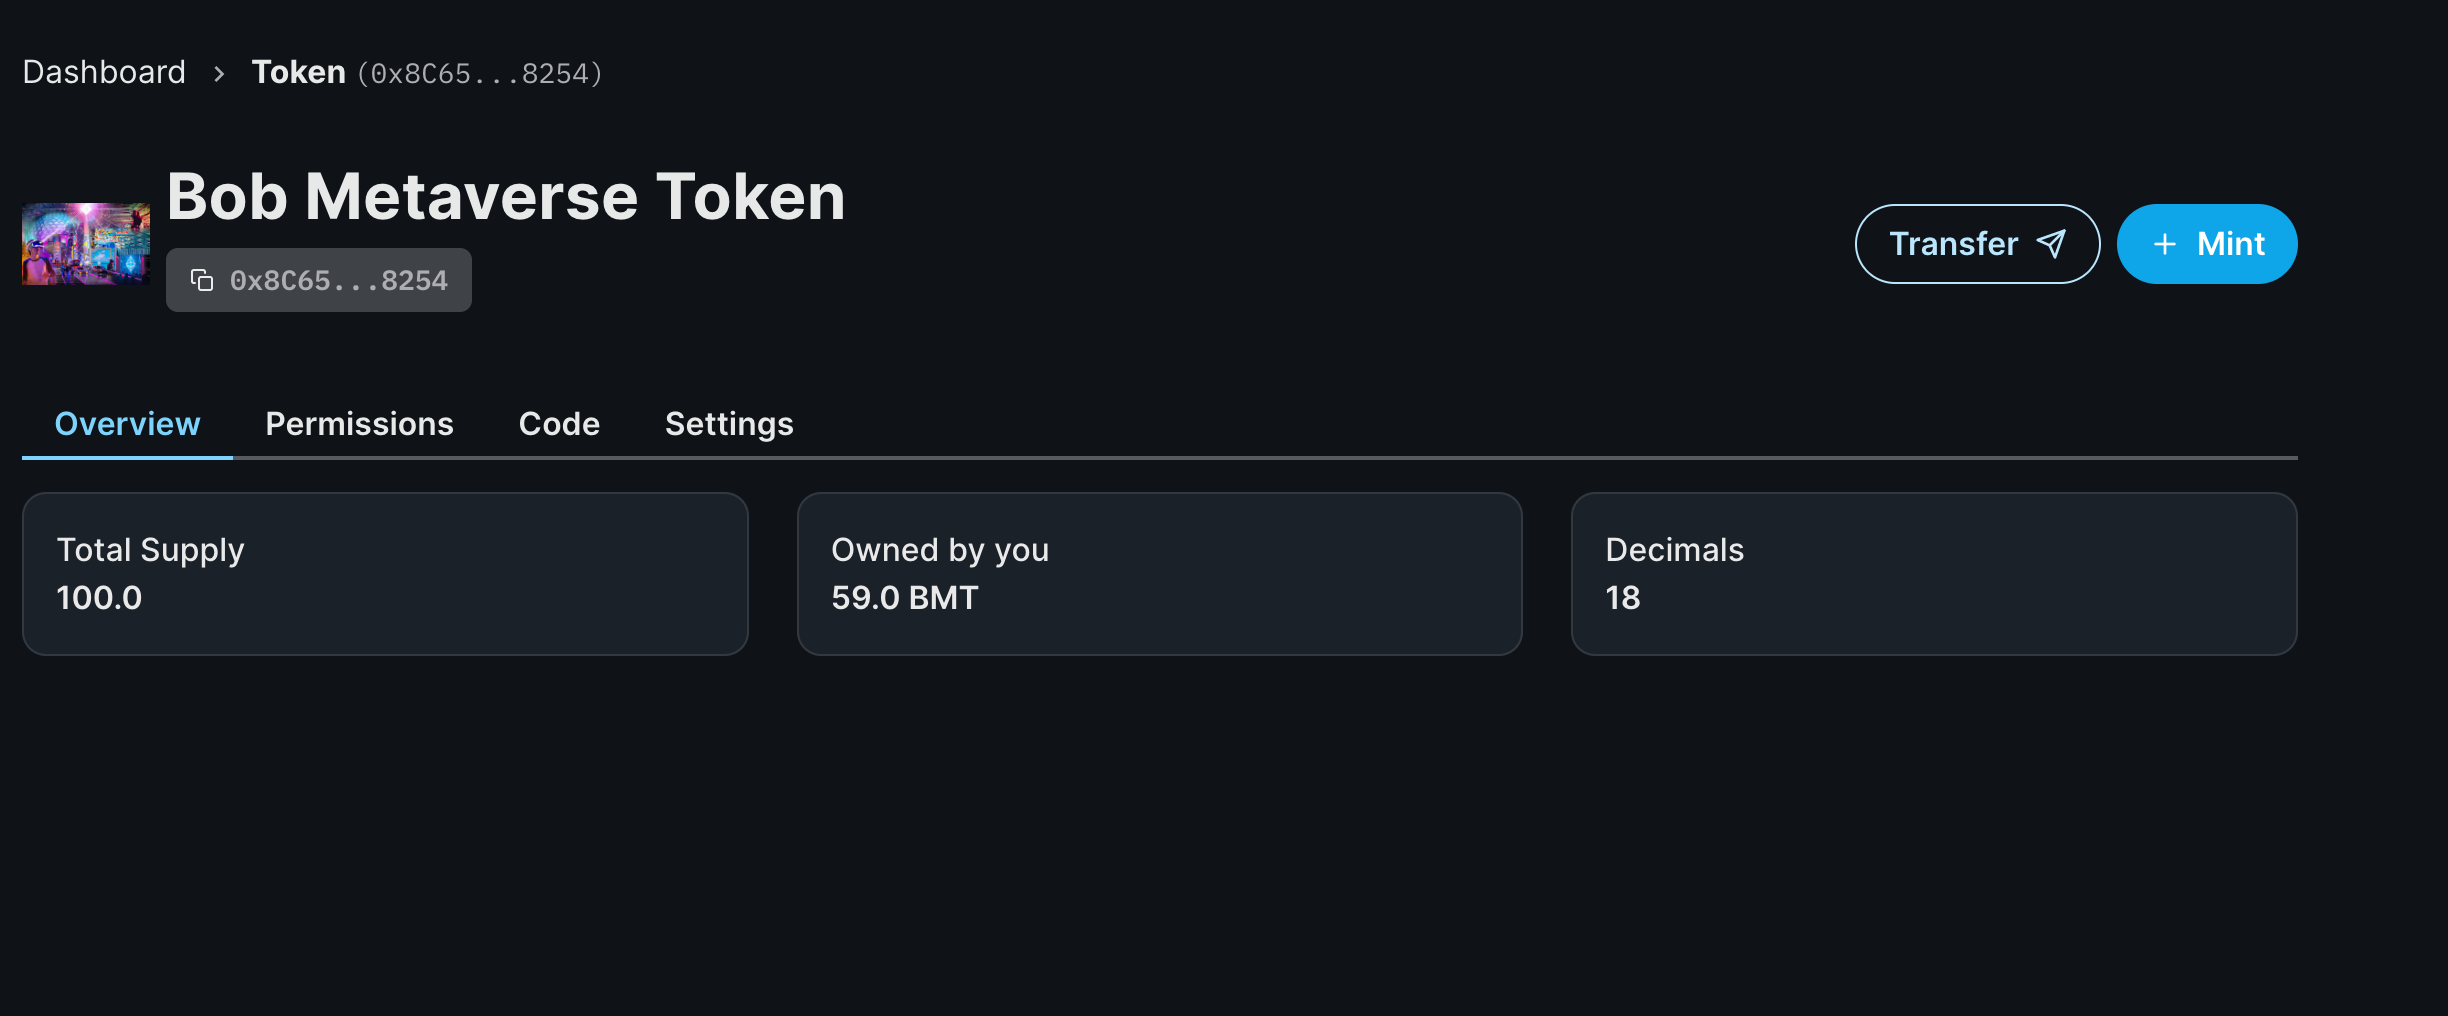 Dashboard > Token (0x8C65...8254)
Bob Metaverse Token
0x8C65...8254
Transfer
+ Mint
Overview Permissions Code Settings
Total Supply
100.0
Owned by you
59.0 BMT
Decimals
18